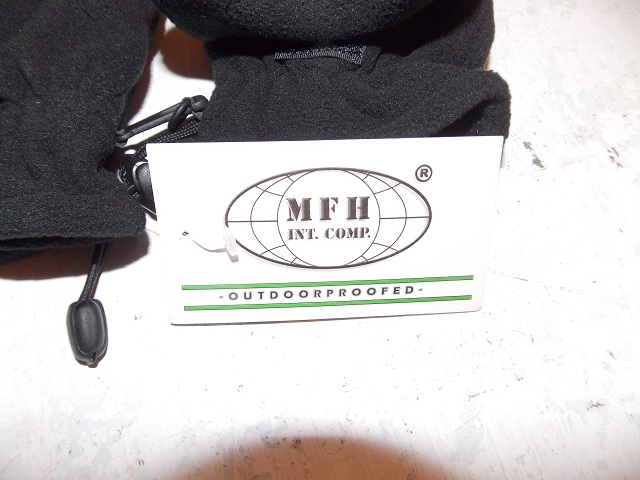 ®
MFH
INT. COMP.
-OUTDOORPROOFED-